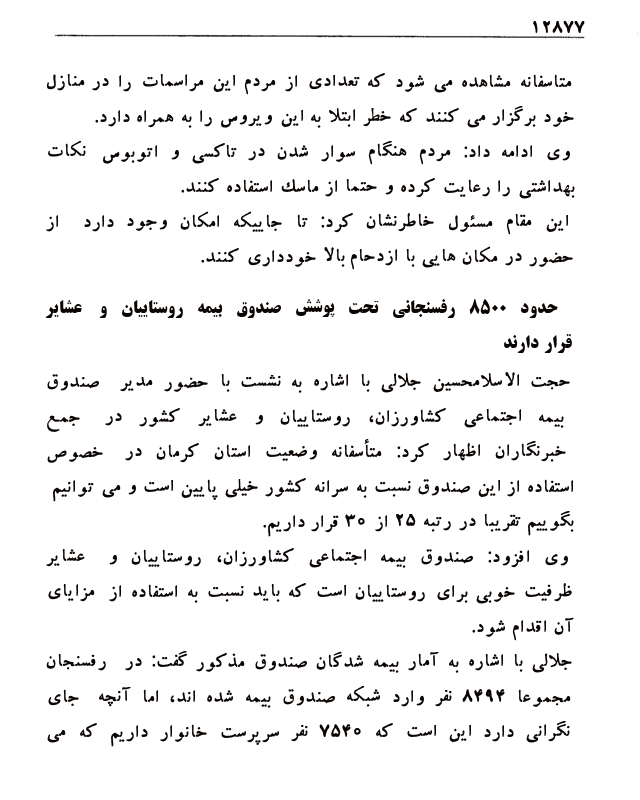 ۱۲۸۷۷
متاسفانه مشاهده می شود که تعدادی از مردم این مراسمات را در منازل
خود برگزار می کنند که خطر ابتلا به این ویروس را به همراه دارد.
وی ادامه داد: مردم هنگام سوار شدن در تاکسی و اتوبوس نکات
بهداشتی را رعایت کرده و حتما از ماسك استفاده کنند.
این مقام مسئول خاطرنشان کرد: تا جاییکه امکان وجود دارد از
حضور در مکان هایی با ازدحام بالا خودداری کنند.
حدود ۸۵۰۰ رفسنجانی تحت پوشش صندوق بیمه روستاییان و عشایر
قرار دارند
حجت الاسلامحسین جلالی با اشاره به نشست با حضور مدیر صندوق
بیمه اجتماعی کشاورزان، روستاییان و عشایر کشور در جمع
خبرنگاران اظهار کرد: متأسفانه وضعیت استان کرمان در خصوص
استفاده از این صندوق نسبت به سرانه کشور خیلی پایین است و می توانیم
بگوییم تقریبا در رتبه ۲۵ از ۳۰ قرار داریم.
وی افزود: صندوق بیمه اجتماعی کشاورزان، روستاییان و عشایر
ظرفیت خوبی برای روستاییان است که باید نسبت به استفاده از مزایای
آن اقدام شود.
جلالی با اشاره به آمار بیمه شدگان صندوق مذکور گفت: در رفسنجان
مجموعا ۸۴۹۴ نفر وارد شبکه صندوق بیمه شده اند، اما آنچه جای
نگرانی دارد این است که ۷۵۴۰ نفر سرپرست خانوار داریم که می